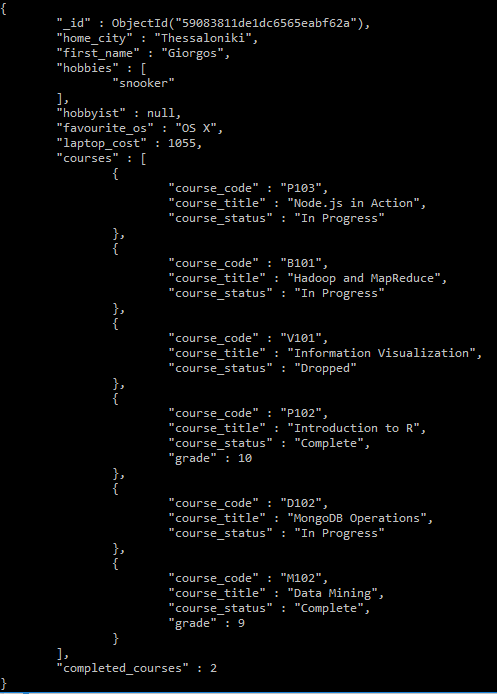 {
"_id" : ObjectId("59083811de1dc6565eabf62a"),
"home_city" : "Thessaloniki",
"first_name" : "Giorgos",
"hobbies" : [
"snooker"
],
"hobbyist" : null,
"favourite_os" : "OS X",
"laptop_cost" : 1055,
"courses" : [
{
"course_code" : "P103",
"course_title" : "Node.js in Action",
"course_status" : "In Progress"
},
{
"course_code" : "B101",
"course_title" : "Hadoop and MapReduce",
"course_status" : "In Progress"
},
{
"course_code" : "V101",
"course_title" : "Information Visualization",
"course_status" : "Dropped"
},
{
"course_code" : "P102",
"course_title" : "Introduction to R",
"course_status" : "Complete",
"grade" : 10
},
{
"course_code" : "D102",
"course_title" : "MongoDB Operations",
"course_status" : "In Progress"
},
{
"course_code" : "M102",
"course_title" : "Data Mining",
"course_status" : "Complete",
"grade" : 9
}
],
"completed_courses" : 2
}